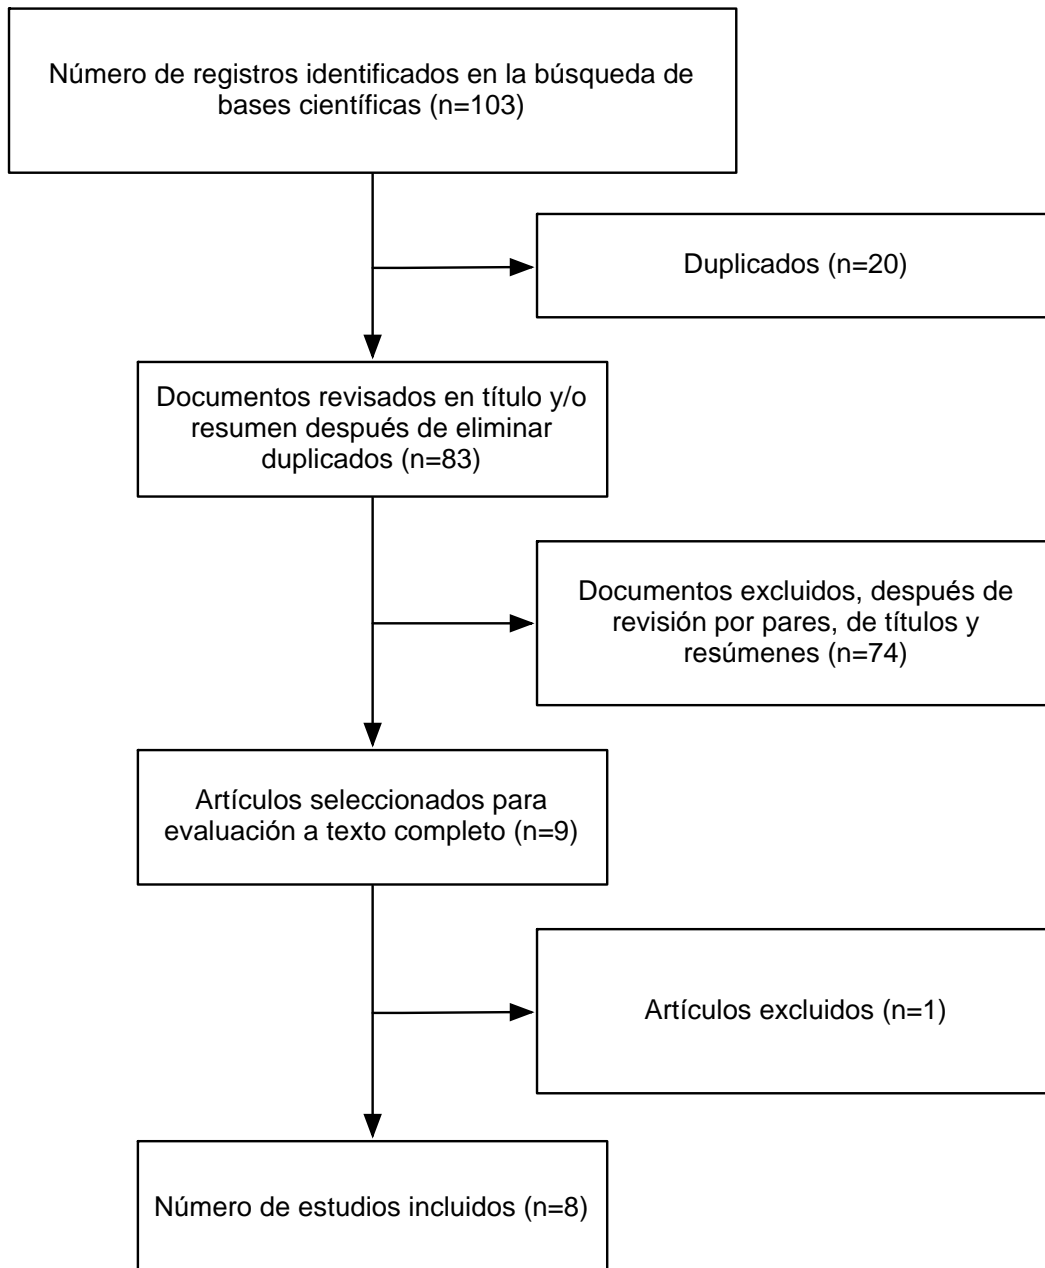 Número de registros identificados en la búsqueda de
bases científicas (n=103)
Duplicados (n=20)
Documentos revisados en título y/o
resumen después de eliminar
duplicados (n=83)
Documentos excluidos, después de
revisión por pares, de títulos y
resúmenes (n=74)
Artículos seleccionados para
evaluación a texto completo (n=9)
Artículos excluidos (n=1)
Número de estudios incluidos (n=8)